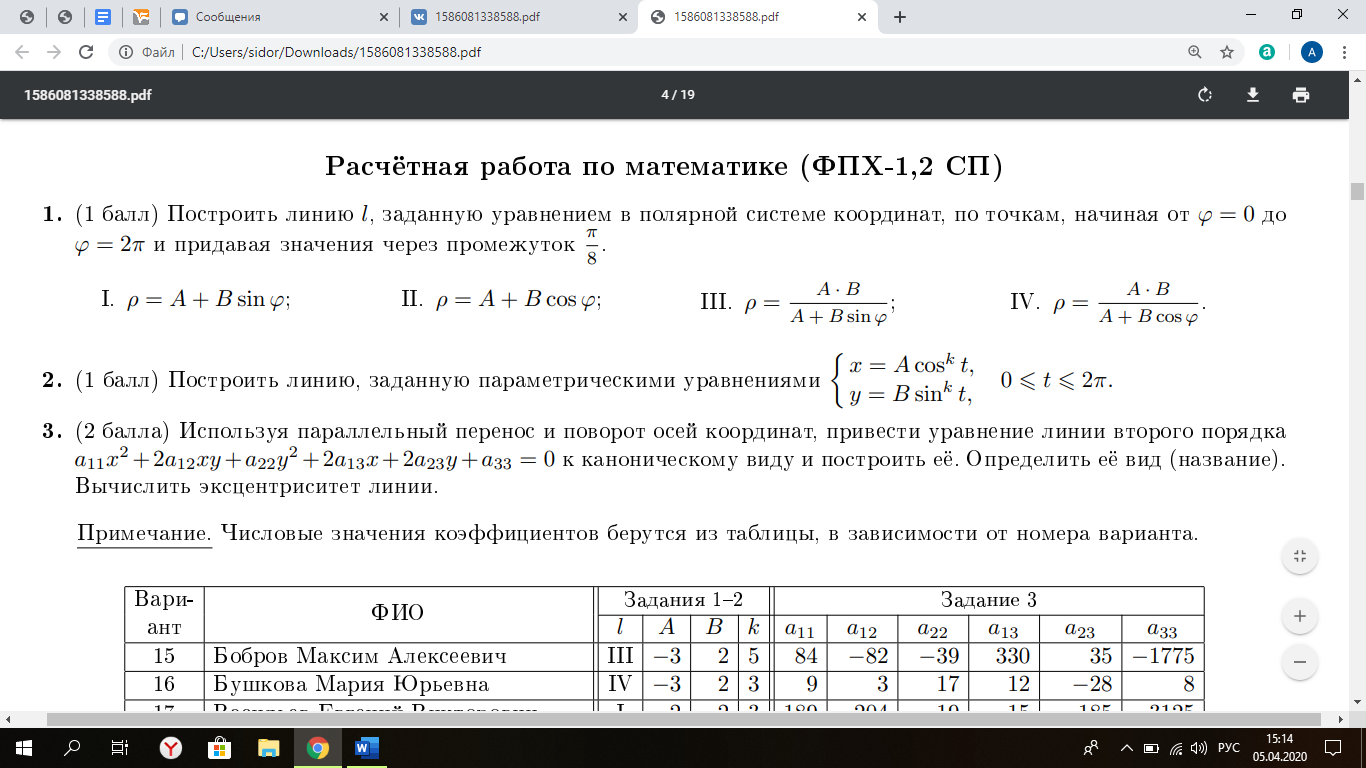 Сообщения
1586081338588.pdf
1586081338588.pdf
Файл C:/Users/sidor/Downloads/1586081338588.pdf
a
A
1586081338588.pdf
4 / 19
Расчётная работа по математике (ФПХ-1,2 СП)
1. (1 балл) Построить линию l, заданную уравнением в полярной системе координат, по точкам, начиная от φ = 0 до
φ = 2π и придавая значения через промежуток π/8.
I. ρ = A + B sin φ; II. ρ = A + B cos φ; III. ρ = A · B / (A + B sin φ); IV. ρ = A · B / (A + B cos φ).
2. (1 балл) Построить линию, заданную параметрическими уравнениями { x = A cos^k t, y = B sin^k t, 0 ⩽ t ⩽ 2π.
3. (2 балла) Используя параллельный перенос и поворот осей координат, привести уравнение линии второго порядка
a₁₁x² + 2a₁₂xy + a₂₂y² + 2a₁₃x + 2a₂₃y + a₃₃ = 0 к каноническому виду и построить её. Определить её вид (название).
Вычислить эксцентриситет линии.
Примечание. Числовые значения коэффициентов берутся из таблицы, в зависимости от номера варианта.
Вари-
ант
ФИО
Задания 1–2
Задание 3
l A B k a₁₁ a₁₂ a₂₂ a₁₃ a₂₃ a₃₃
15 Бобров Максим Алексеевич III −3 2 5 84 −82 −39 330 35 −1775
16 Бушкова Мария Юрьевна IV −3 2 3 9 3 17 12 −28 8
РУС
15:14
05.04.2020